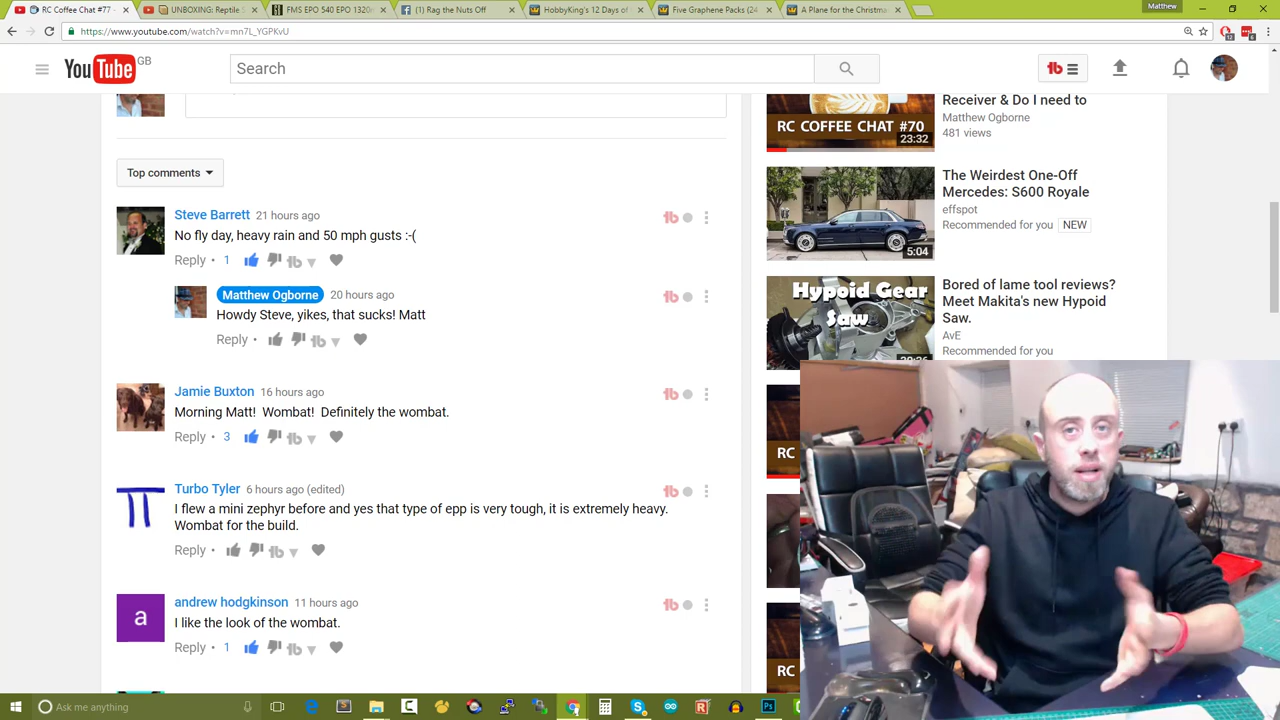 Matthew
RC Coffee Chat #77 -
UNBOXING: Reptile S
FMS EPO 540 EPO 1320
(1) Rag the Nuts Off
HobbyKing's 12 Days of
Five Graphene Packs (24
A Plane for the Christma
https://www.youtube.com/watch?v=mn7L_YGPKvU
YouTube GB
Search
Receiver & Do I need to
Matthew Ogborne
481 views
RC COFFEE CHAT #70
23:32
Top comments
The Weirdest One-Off
Mercedes: S600 Royale
effspot
Recommended for you NEW
5:04
Steve Barrett 21 hours ago
No fly day, heavy rain and 50 mph gusts :-(
Reply • 1
Matthew Ogborne 20 hours ago
Howdy Steve, yikes, that sucks! Matt
Reply •
Hypoid Gear
Saw
Bored of lame tool reviews?
Meet Makita's new Hypoid
Saw.
AvE
Recommended for you
Jamie Buxton 16 hours ago
Morning Matt! Wombat! Definitely the wombat.
Reply • 3
RC
Turbo Tyler 6 hours ago (edited)
I flew a mini zephyr before and yes that type of epp is very tough, it is extremely heavy.
Wombat for the build.
Reply •
andrew hodgkinson 11 hours ago
a
I like the look of the wombat.
Reply • 1
RC
Ask me anything